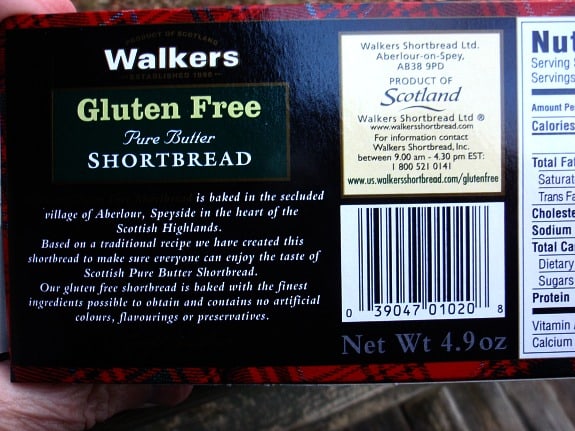 PRODUCT OF SCOTLAND
Walkers
ESTABLISHED 1898
Gluten Free
Pure Butter
SHORTBREAD
is baked in the secluded
village of Aberlour, Speyside in the heart of the
Scottish Highlands.
Based on a traditional recipe we have created this
shortbread to make sure everyone can enjoy the taste of
Scottish Pure Butter Shortbread.
Our gluten free shortbread is baked with the finest
ingredients possible to obtain and contains no artificial
colours, flavourings or preservatives.
Walkers Shortbread Ltd.
Aberlour-on-Spey,
AB38 9PD
PRODUCT OF
Scotland
Walkers Shortbread Ltd ®
www.walkersshortbread.com
For information contact
Walkers Shortbread, Inc.
between 9.00 am - 4.30 pm EST:
1 800 521 0141
www.us.walkersshortbread.com/glutenfree
0 39047 01020 8
Net Wt 4.9oz
Nut
Serving
Servings
Amount Pe
Calories
Total Fat
Saturat
Trans Fa
Choleste
Sodium
Total Ca
Dietary
Sugars
Protein
Vitamin
Calcium